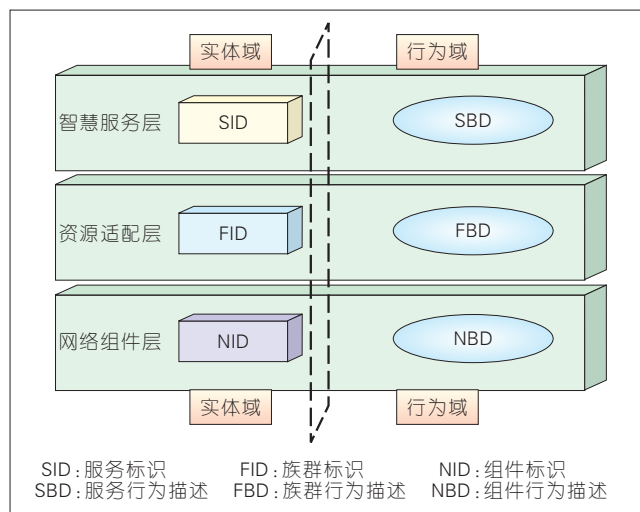 实体域 行为域
智慧服务层 SID SBD
资源适配层 FID FBD
网络组件层 NID NBD
实体域 行为域
SID:服务标识 FID:族群标识 NID:组件标识
SBD:服务行为描述 FBD:族群行为描述 NBD:组件行为描述